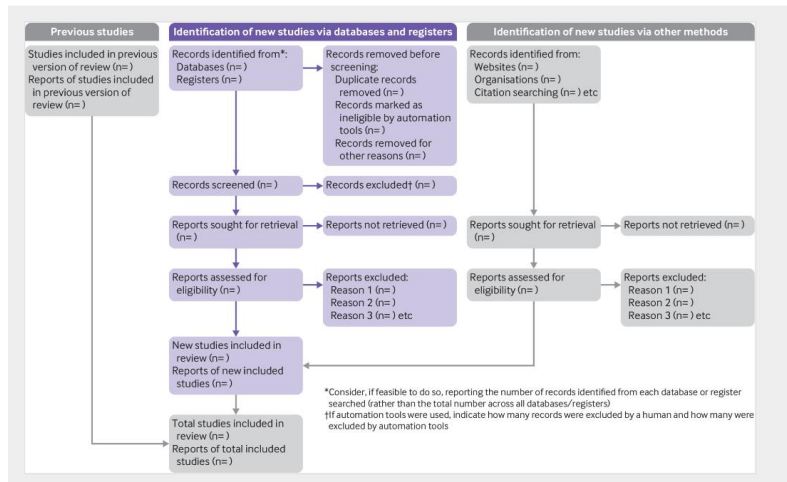 Previous studies
Identification of new studies via databases and registers
Identification of new studies via other methods
Studies included in previous
version of review (n= )
Reports of studies included
in previous version of
review (n= )
Records identified from*:
Databases (n= )
Registers (n= )
Records removed before
screening:
Duplicate records
removed (n= )
Records marked as
ineligible by automation
tools (n= )
Records removed for
other reasons (n= )
Records identified from:
Websites (n= )
Organisations (n= )
Citation searching (n= ) etc
Records screened (n= )
Records excluded† (n= )
Reports sought for retrieval
(n= )
Reports not retrieved (n= )
Reports sought for retrieval
(n= )
Reports not retrieved (n= )
Reports assessed for
eligibility (n= )
Reports excluded:
Reason 1 (n= )
Reason 2 (n= )
Reason 3 (n= ) etc
Reports assessed for
eligibility (n= )
Reports excluded:
Reason 1 (n= )
Reason 2 (n= )
Reason 3 (n= ) etc
New studies included in
review (n= )
Reports of new included
studies (n= )
*Consider, if feasible to do so, reporting the number of records identified from each database or register
searched (rather than the total number across all databases/registers)
†If automation tools were used, indicate how many records were excluded by a human and how many were
excluded by automation tools
Total studies included in
review (n= )
Reports of total included
studies (n= )